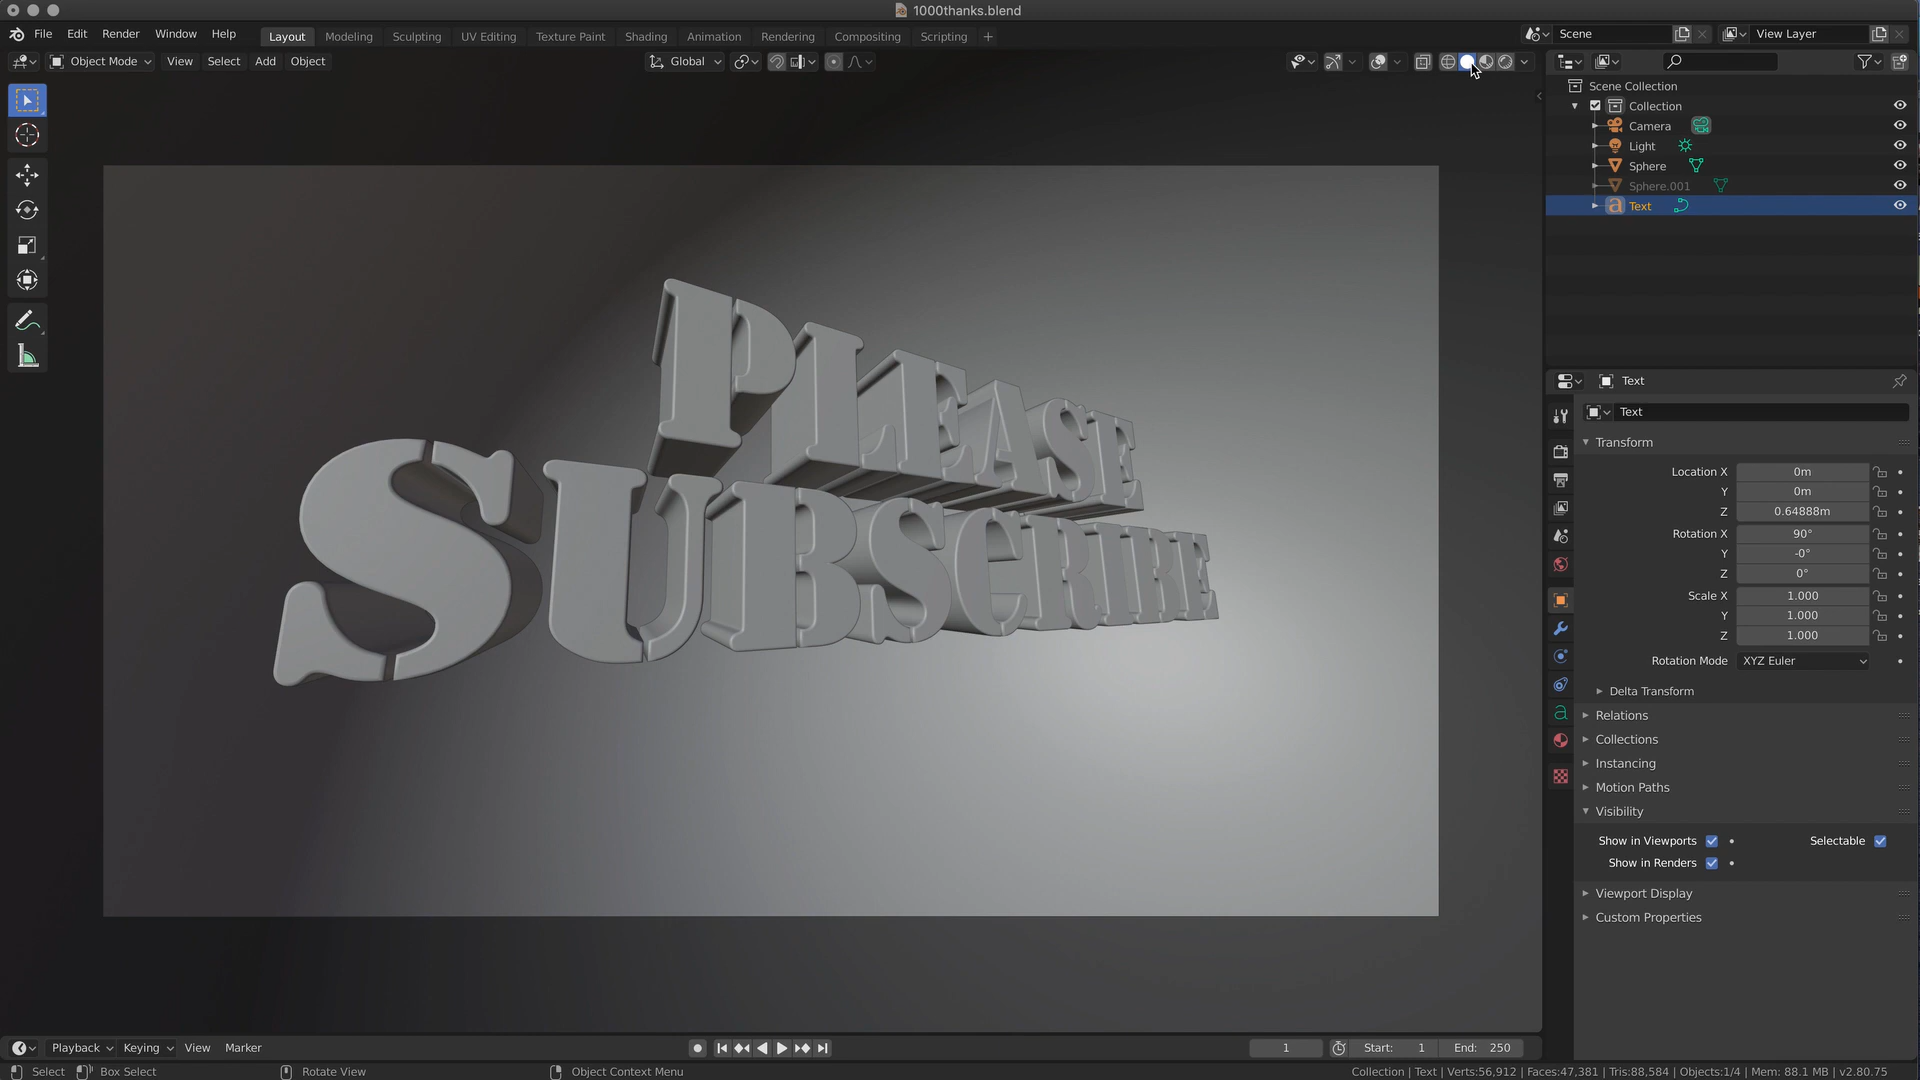 1000thanks.blend
File Edit Render Window Help Layout Modeling Sculpting UV Editing Texture Paint Shading Animation Rendering Compositing Scripting + Scene View Layer
Object Mode View Select Add Object Global
Scene Collection
Collection
Camera
Light
Sphere
Sphere.001
Text
PLEASE
SUBSCRIBE
Text
Text
Transform
Location X 0m
Y 0m
Z 0.64888m
Rotation X 90°
Y -0°
Z 0°
Scale X 1.000
Y 1.000
Z 1.000
Rotation Mode XYZ Euler
Delta Transform
Relations
Collections
Instancing
Motion Paths
Visibility
Show in Viewports Selectable
Show in Renders
Viewport Display
Custom Properties
Playback Keying View Marker 1 Start: 1 End: 250
Select Box Select Rotate View Object Context Menu Collection | Text | Verts:56,912 | Faces:47,381 | Tris:88,584 | Objects:1/4 | Mem: 88.1 MB | v2.80.75